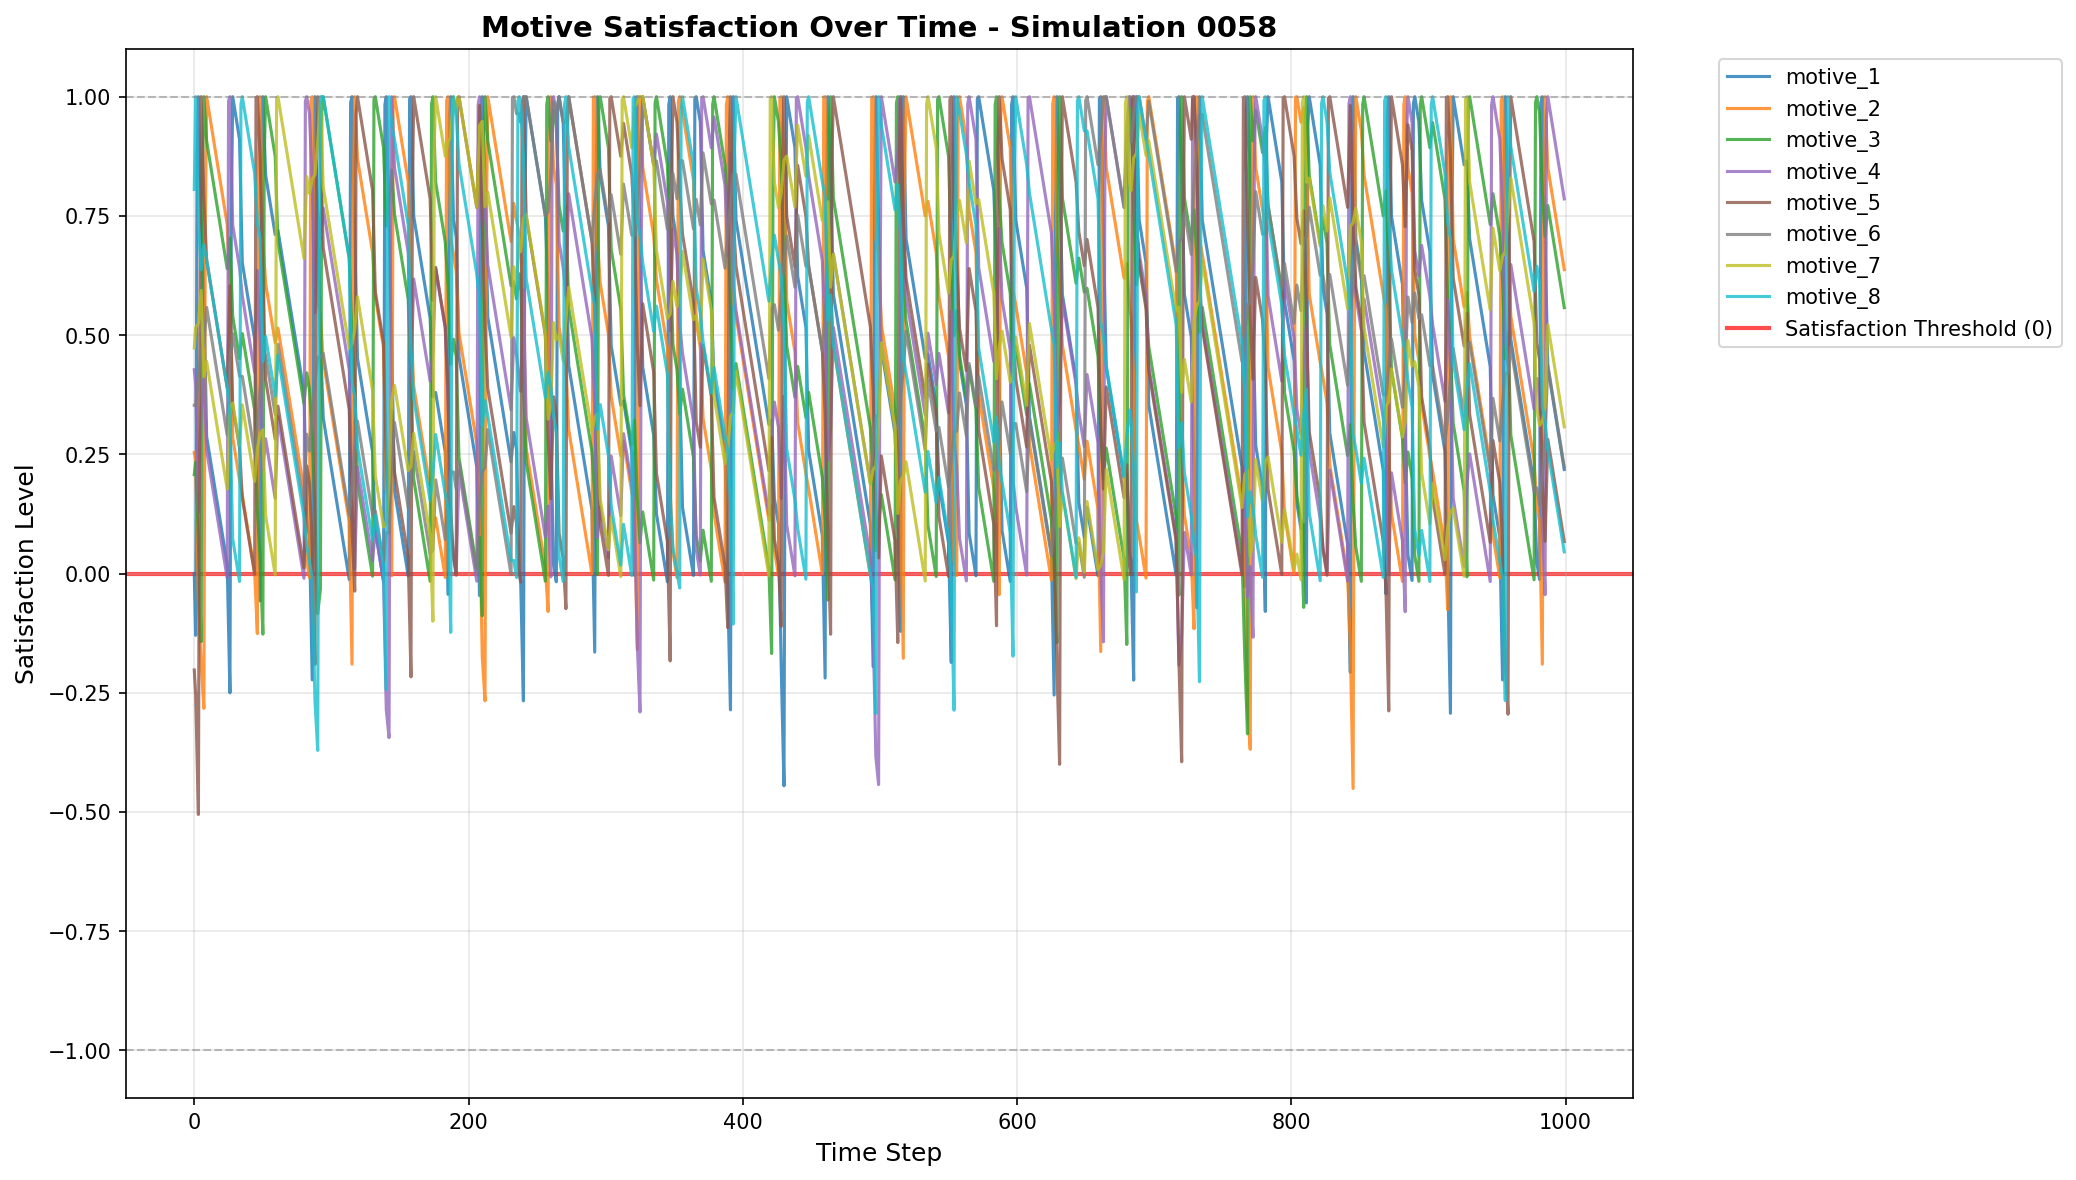 Motive Satisfaction Over Time - Simulation 0058
Satisfaction Level
1.00
0.75
0.50
0.25
0.00
−0.25
−0.50
−0.75
−1.00
0
200
400
600
800
1000
Time Step
motive_1
motive_2
motive_3
motive_4
motive_5
motive_6
motive_7
motive_8
Satisfaction Threshold (0)